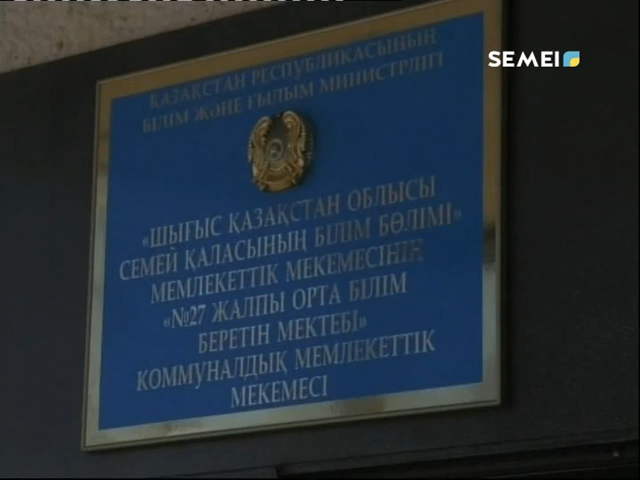 SEMEI
ҚАЗАҚСТАН РЕСПУБЛИКАСЫНЫҢ
БІЛІМ ЖӘНЕ ҒЫЛЫМ МИНИСТРЛІГІ
«ШЫҒЫС ҚАЗАҚСТАН ОБЛЫСЫ
СЕМЕЙ ҚАЛАСЫНЫҢ БІЛІМ БӨЛІМІ»
МЕМЛЕКЕТТІК МЕКЕМЕСІНІҢ
«№27 ЖАЛПЫ ОРТА БІЛІМ
БЕРЕТІН МЕКТЕБІ»
КОММУНАЛДЫҚ МЕМЛЕКЕТТІК
МЕКЕМЕСІ